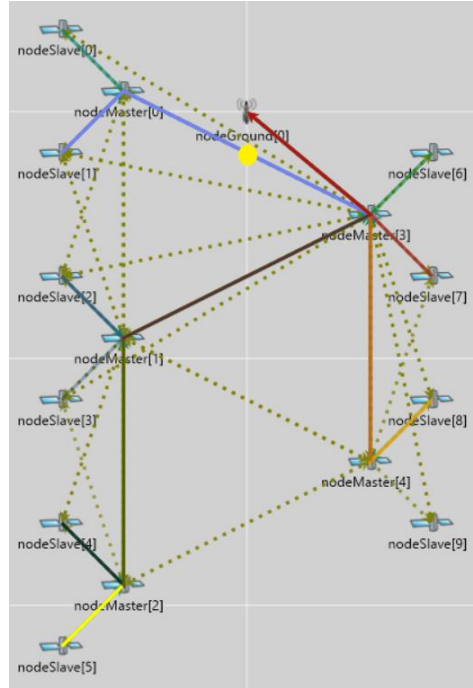 nodeSlave[0]
nodeMaster[0]
nodeGround[0]
nodeSlave[1]
nodeSlave[6]
nodeMaster[3]
nodeSlave[2]
nodeSlave[7]
nodeMaster[1]
nodeSlave[3]
nodeSlave[8]
nodeMaster[4]
nodeSlave[4]
nodeSlave[9]
nodeMaster[2]
nodeSlave[5]